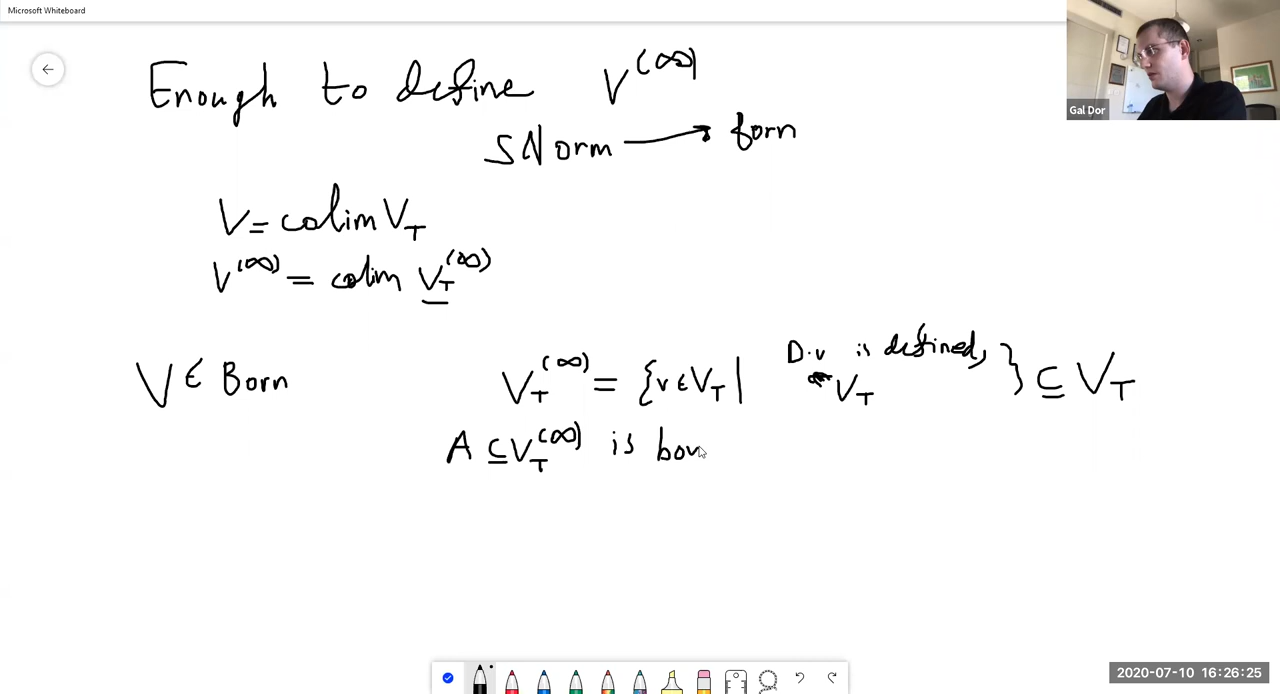 Microsoft Whiteboard
Enough to define V^(∞)
SNorm → Born
V = colim V_T
V^(∞) = colim V_T^(∞)
V ∈ Born V_T^(∞) = {v ∈ V_T | D·v is defined, V_T } ⊆ V_T
A ⊆ V_T^(∞) is bou
Gal Dor
2020-07-10 16:26:25